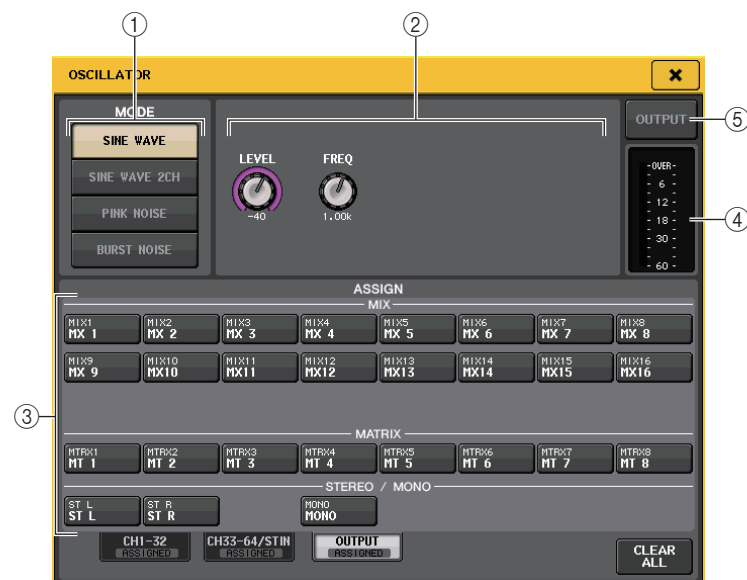 ① ②
OSCILLATOR
MODE
SINE WAVE
SINE WAVE 2CH
PINK NOISE
BURST NOISE
LEVEL FREQ
-40 1.00k
OUTPUT ⑤
-OVER-
- 6 -
- 12 -
- 18 - ④
- 30 -
- 60 -
ASSIGN
MIX
MIX1 MIX2 MIX3 MIX4 MIX5 MIX6 MIX7 MIX8
MX 1 MX 2 MX 3 MX 4 MX 5 MX 6 MX 7 MX 8
MIX9 MIX10 MIX11 MIX12 MIX13 MIX14 MIX15 MIX16
MX 9 MX10 MX11 MX12 MX13 MX14 MX15 MX16
③
MATRIX
MTRX1 MTRX2 MTRX3 MTRX4 MTRX5 MTRX6 MTRX7 MTRX8
MT 1 MT 2 MT 3 MT 4 MT 5 MT 6 MT 7 MT 8
STEREO / MONO
ST L ST R MONO
ST L ST R MONO
CH1-32 CH33-64/STIN OUTPUT
ASSIGNED ASSIGNED ASSIGNED
CLEAR
ALL